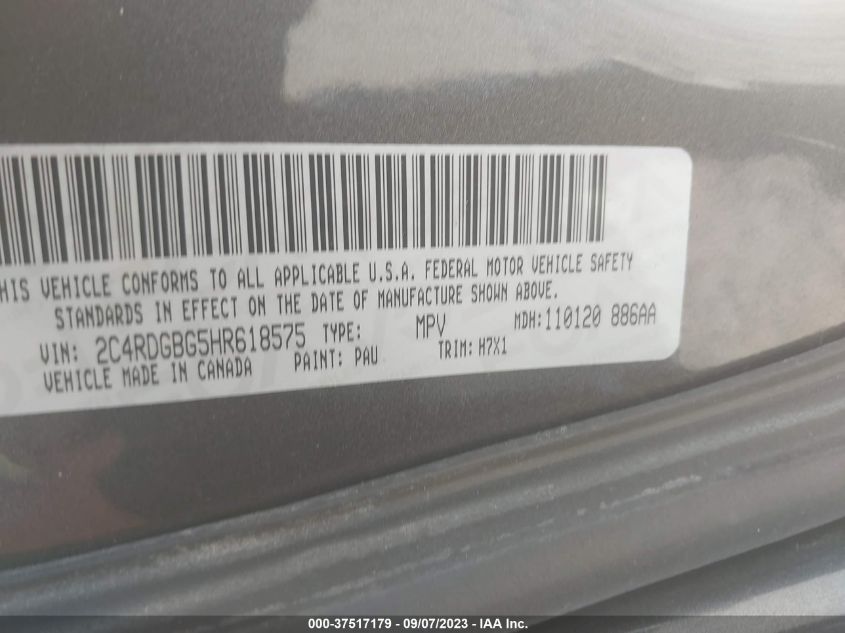 HIS VEHICLE CONFORMS TO ALL APPLICABLE U.S.A. FEDERAL MOTOR VEHICLE SAFETY
STANDARDS IN EFFECT ON THE DATE OF MANUFACTURE SHOWN ABOVE.
VIN: 2C4RDGBG5HR618575 TYPE: MPV MDH:110120 886AA
VEHICLE MADE IN CANADA PAINT: PAU TRIM: H7X1
000-37517179 - 09/07/2023 - IAA Inc.